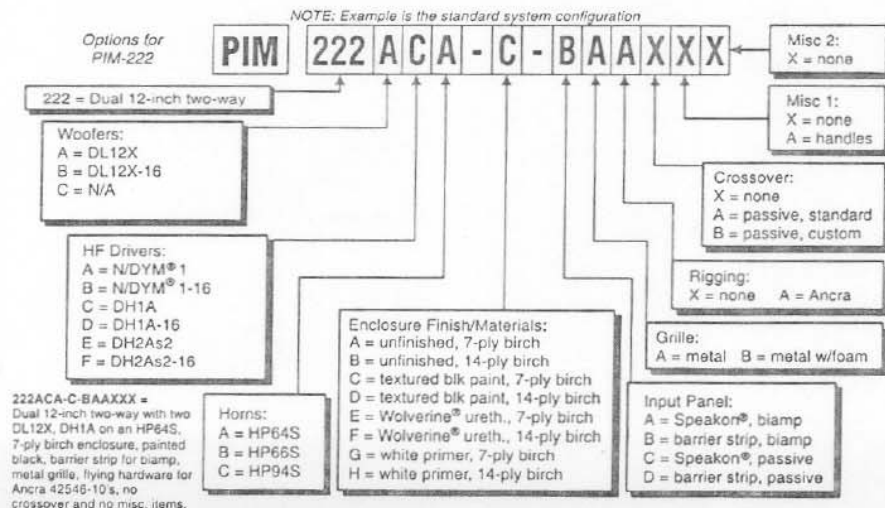 NOTE: Example is the standard system configuration
Options for
PIM-222
PIM 222ACA-C-BAAXXX
Misc 2:
X = none
222 = Dual 12-inch two-way
Misc 1:
X = none
A = handles
Woofers:
A = DL12X
B = DL12X-16
C = N/A
Crossover:
X = none
A = passive, standard
B = passive, custom
HF Drivers:
A = N/DYM® 1
B = N/DYM® 1-16
C = DH1A
D = DH1A-16
E = DH2As2
F = DH2As2-16
Rigging:
X = none A = Ancra
Enclosure Finish/Materials:
A = unfinished, 7-ply birch
B = unfinished, 14-ply birch
C = textured blk paint, 7-ply birch
D = textured blk paint, 14-ply birch
E = Wolverine® ureth., 7-ply birch
F = Wolverine® ureth., 14-ply birch
G = white primer, 7-ply birch
H = white primer, 14-ply birch
Grille:
A = metal B = metal w/foam
222ACA-C-BAAXXX =
Dual 12-inch two-way with two
DL12X, DH1A on an HP64S,
7-ply birch enclosure, painted
black, barrier strip for biamp,
metal grille, flying hardware for
Ancra 42546-10's, no
crossover and no misc. items.
Horns:
A = HP64S
B = HP66S
C = HP94S
Input Panel:
A = Speakon®, biamp
B = barrier strip, biamp
C = Speakon®, passive
D = barrier strip, passive